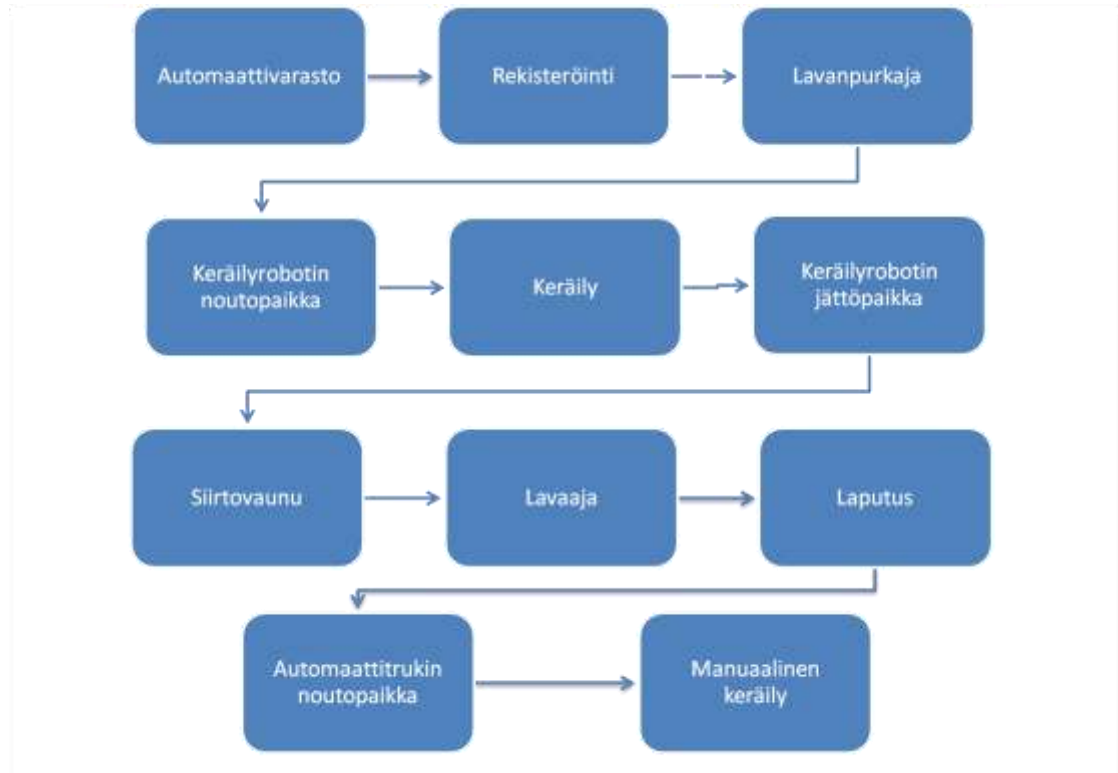 Automaattivarasto
Rekisteröinti
Lavanpurkaja
Keräilyrobotin
noutopaikka
Keräily
Keräilyrobotin
jättöpaikka
Siirtovaunu
Lavaaja
Laputus
Automaattitrukin
noutopaikka
Manuaalinen
keräily